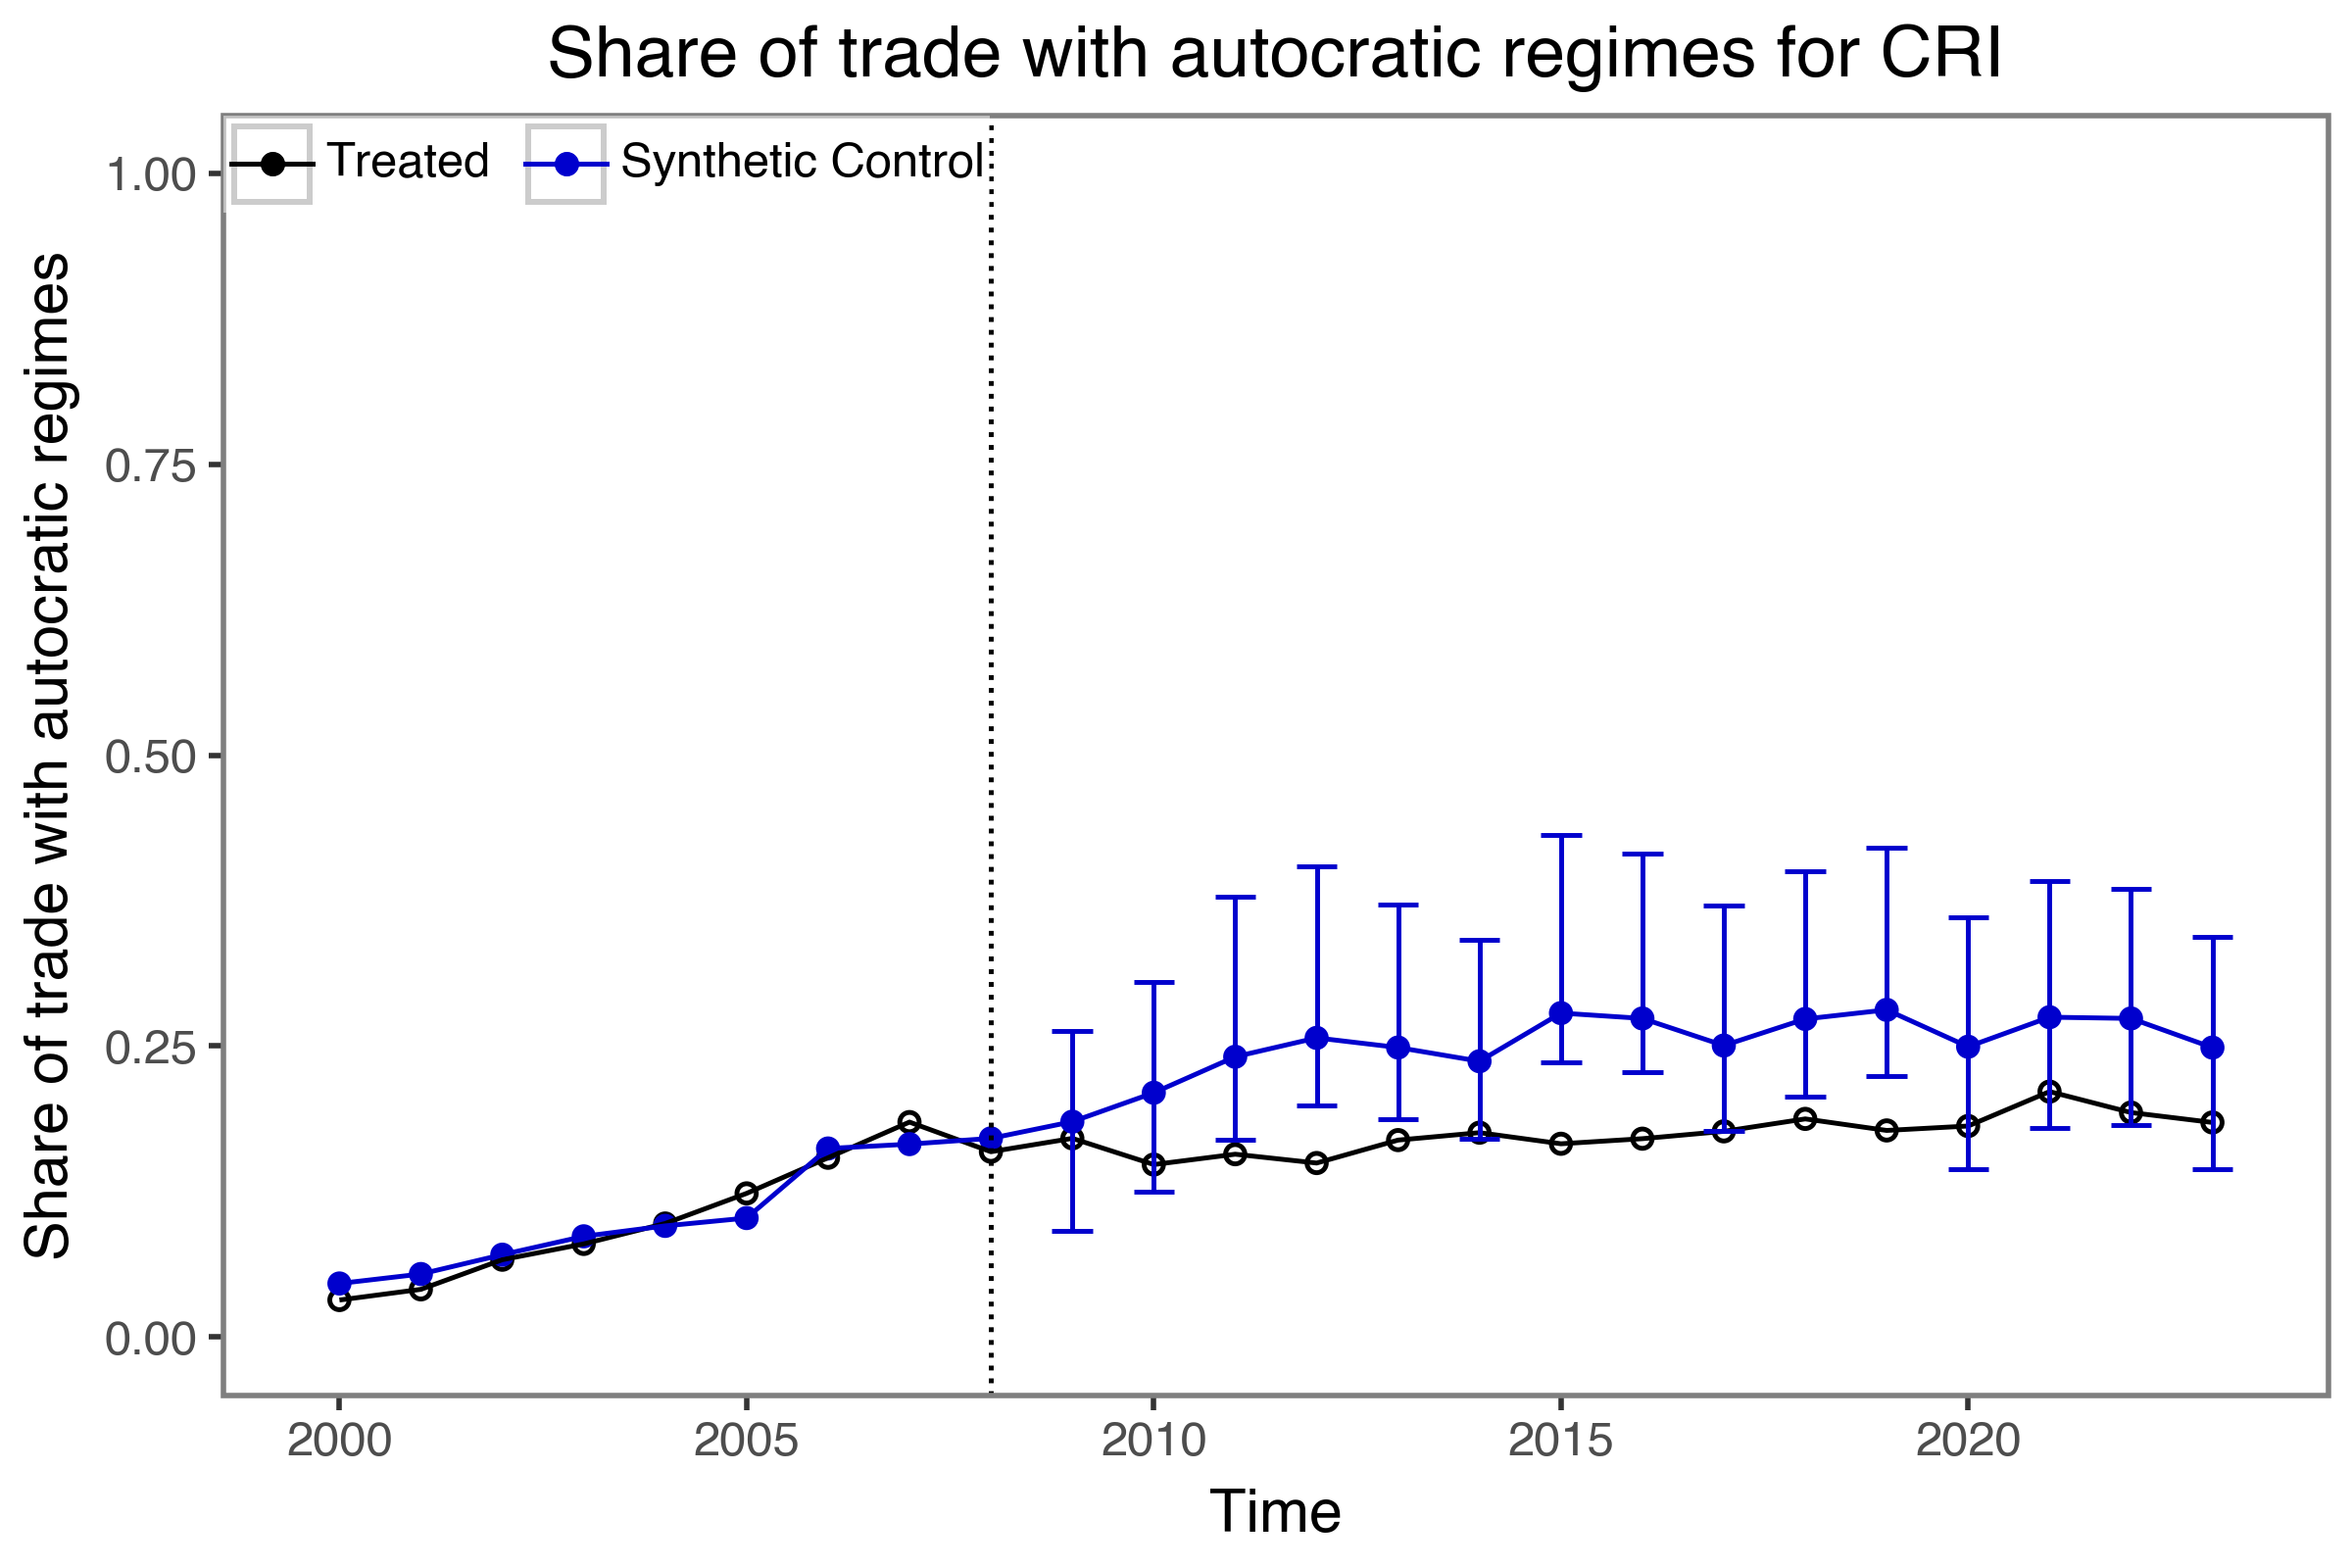 Share of trade with autocratic regimes for CRI
Treated
Synthetic Control
Share of trade with autocratic regimes
1.00
0.75
0.50
0.25
0.00
2000
2005
2010
2015
2020
Time